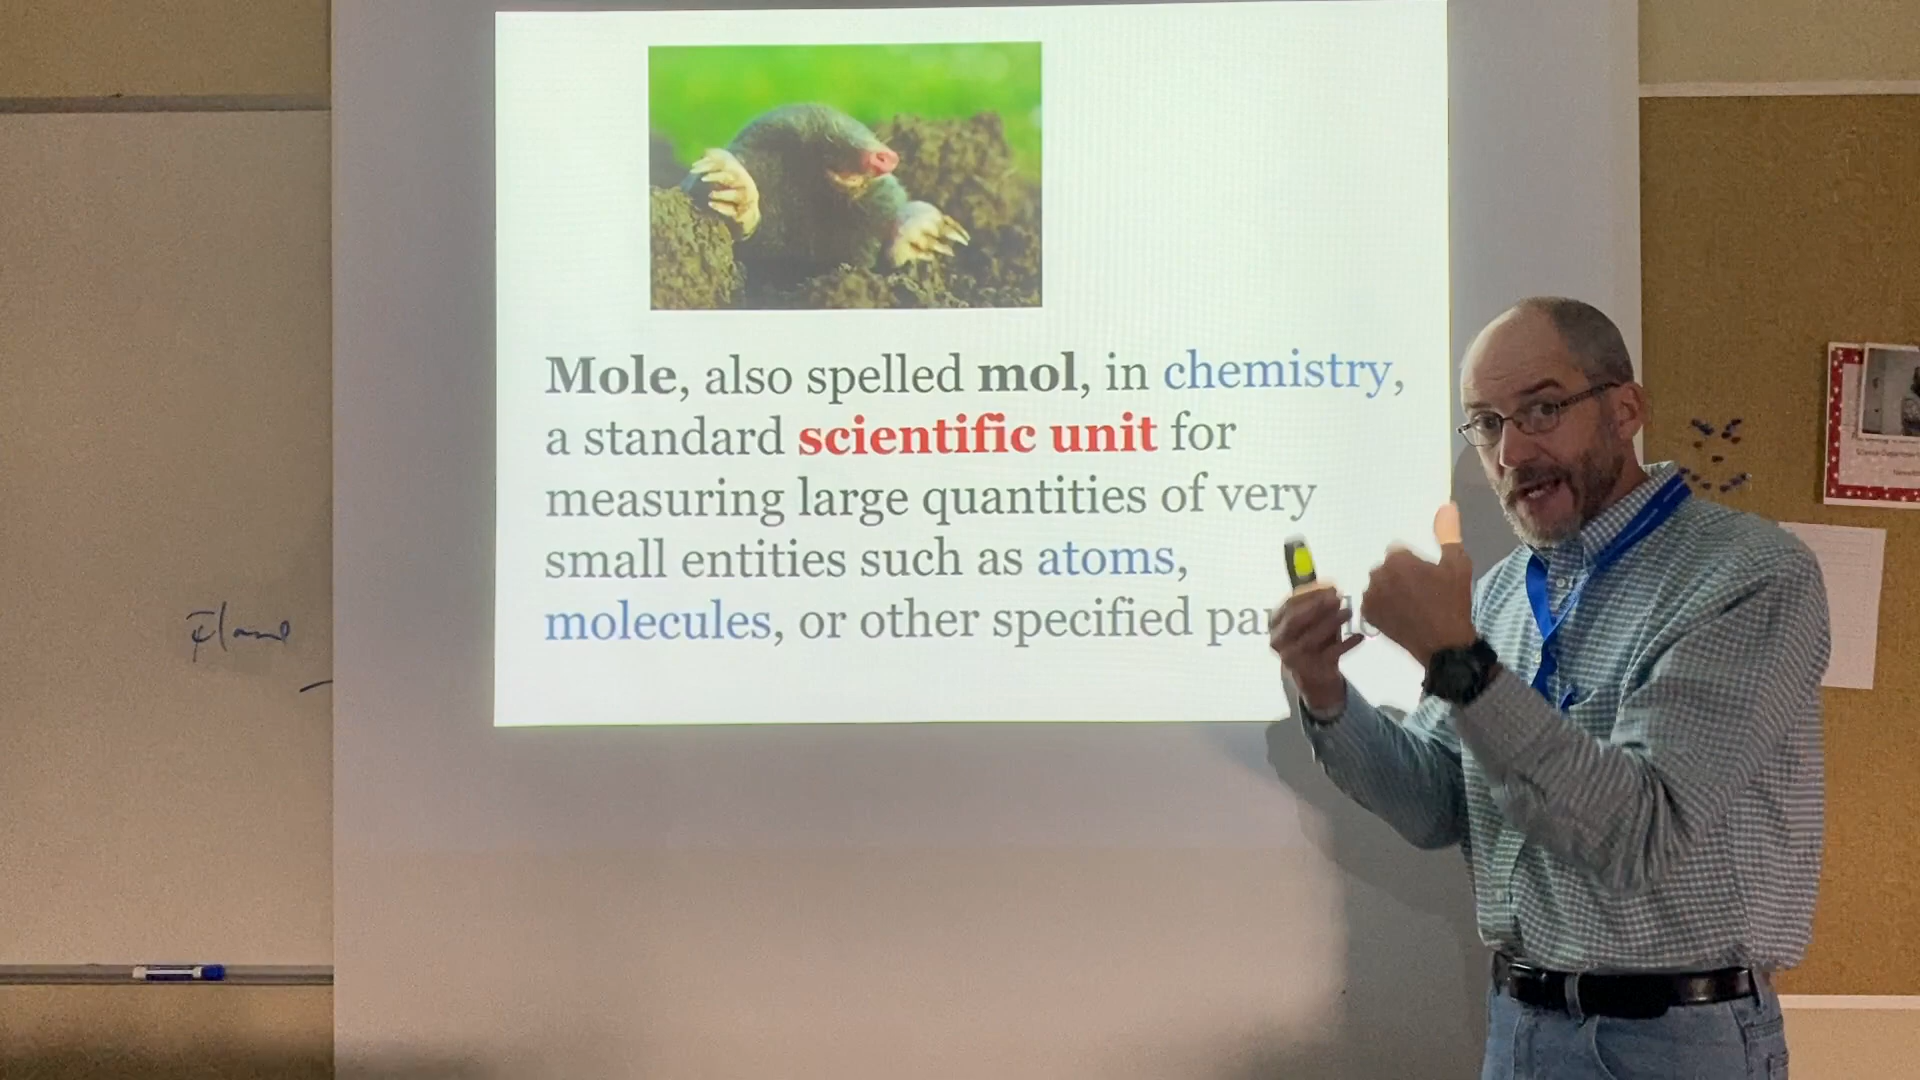 Mole, also spelled mol, in chemistry,
a standard scientific unit for
measuring large quantities of very
small entities such as atoms,
molecules, or other specified
Flame